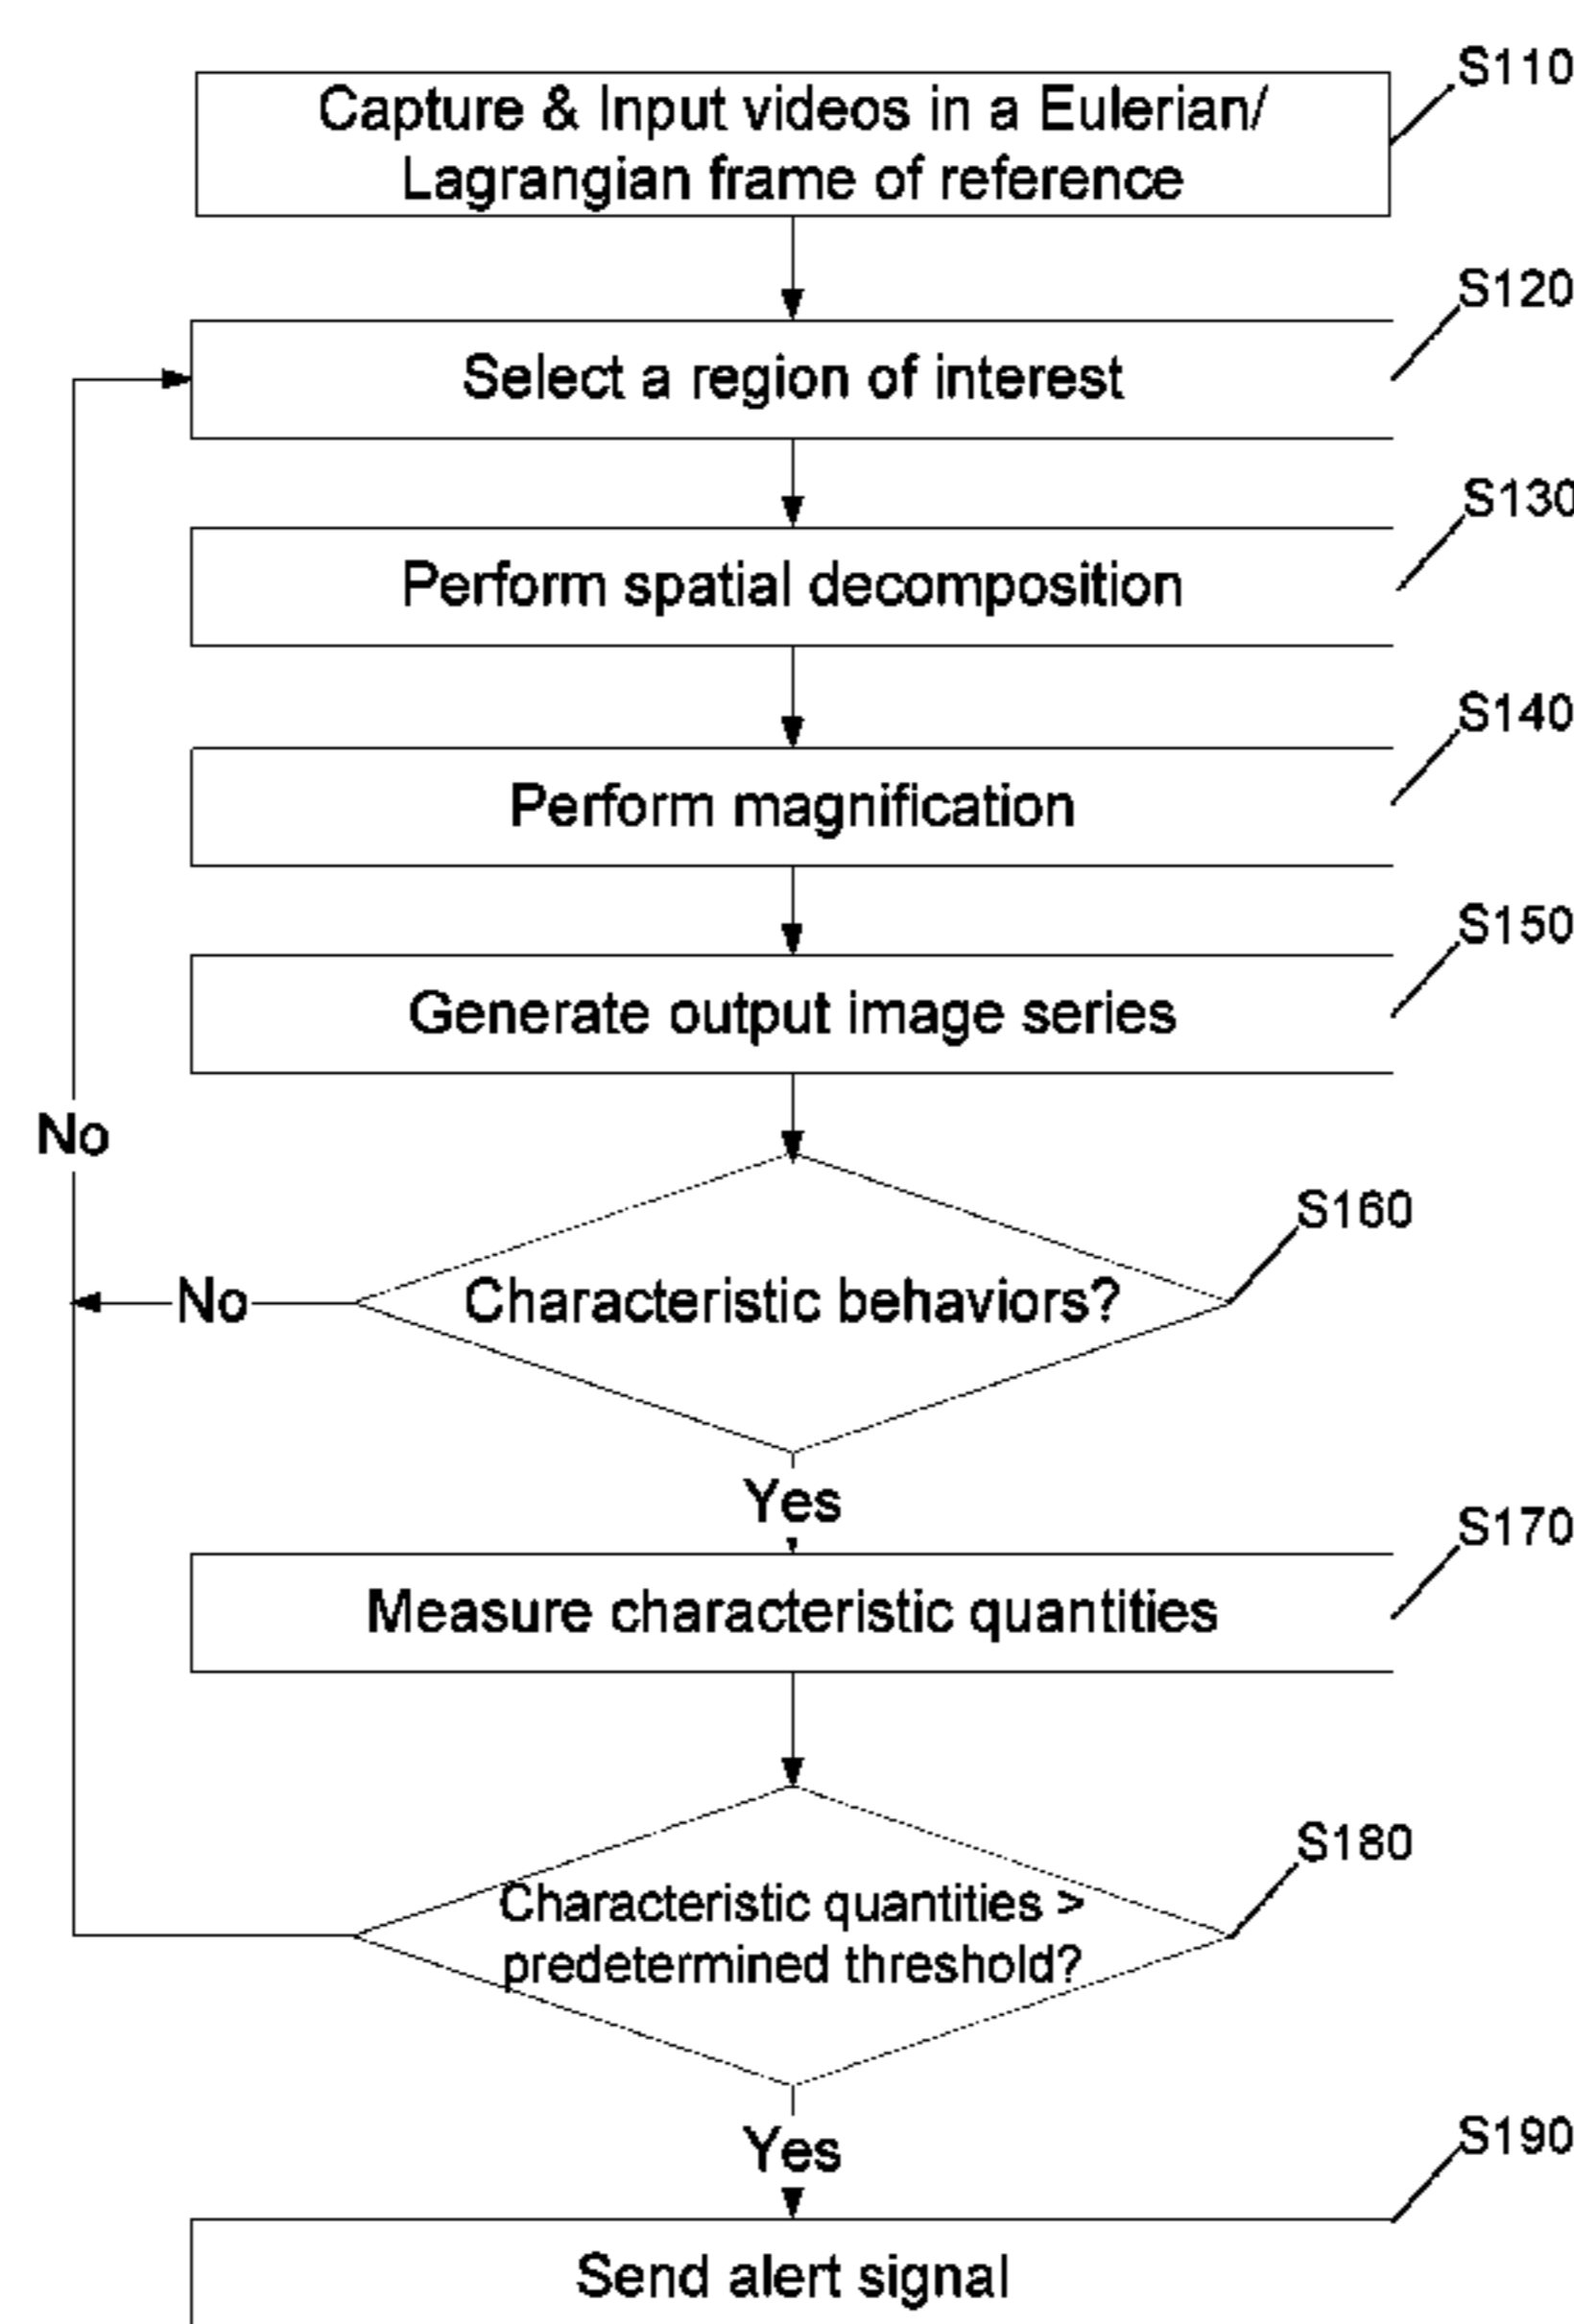 S110
Capture & Input videos in a Eulerian/
Lagrangian frame of reference
S120
Select a region of interest
S130
Perform spatial decomposition
S140
Perform magnification
S150
Generate output image series
No
S160
No
Characteristic behaviors?
Yes
S170
Measure characteristic quantities
S180
Characteristic quantities >
predetermined threshold?
Yes
S190
Send alert signal